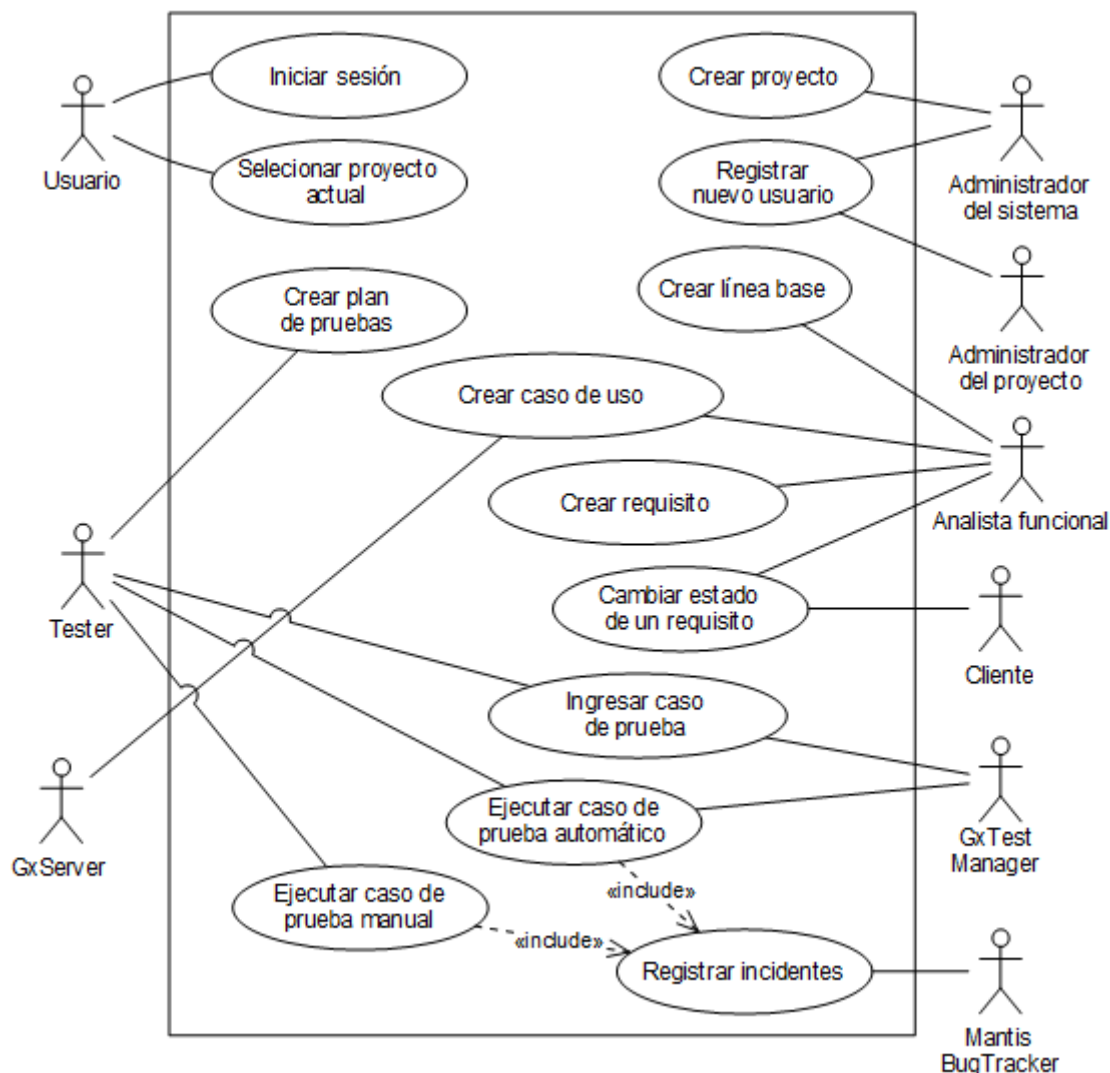 Iniciar sesión
Crear proyecto
Usuario
Selecionar proyecto
actual
Registrar
nuevo usuario
Administrador
del sistema
Crear plan
de pruebas
Crear línea base
Administrador
del proyecto
Crear caso de uso
Crear requisito
Analista funcional
Tester
Cambiar estado
de un requisito
Cliente
Ingresar caso
de prueba
GxServer
Ejecutar caso de
prueba automático
GxTest
Manager
Ejecutar caso de
prueba manual
«include»
«include»
Registrar incidentes
Mantis
BugTracker